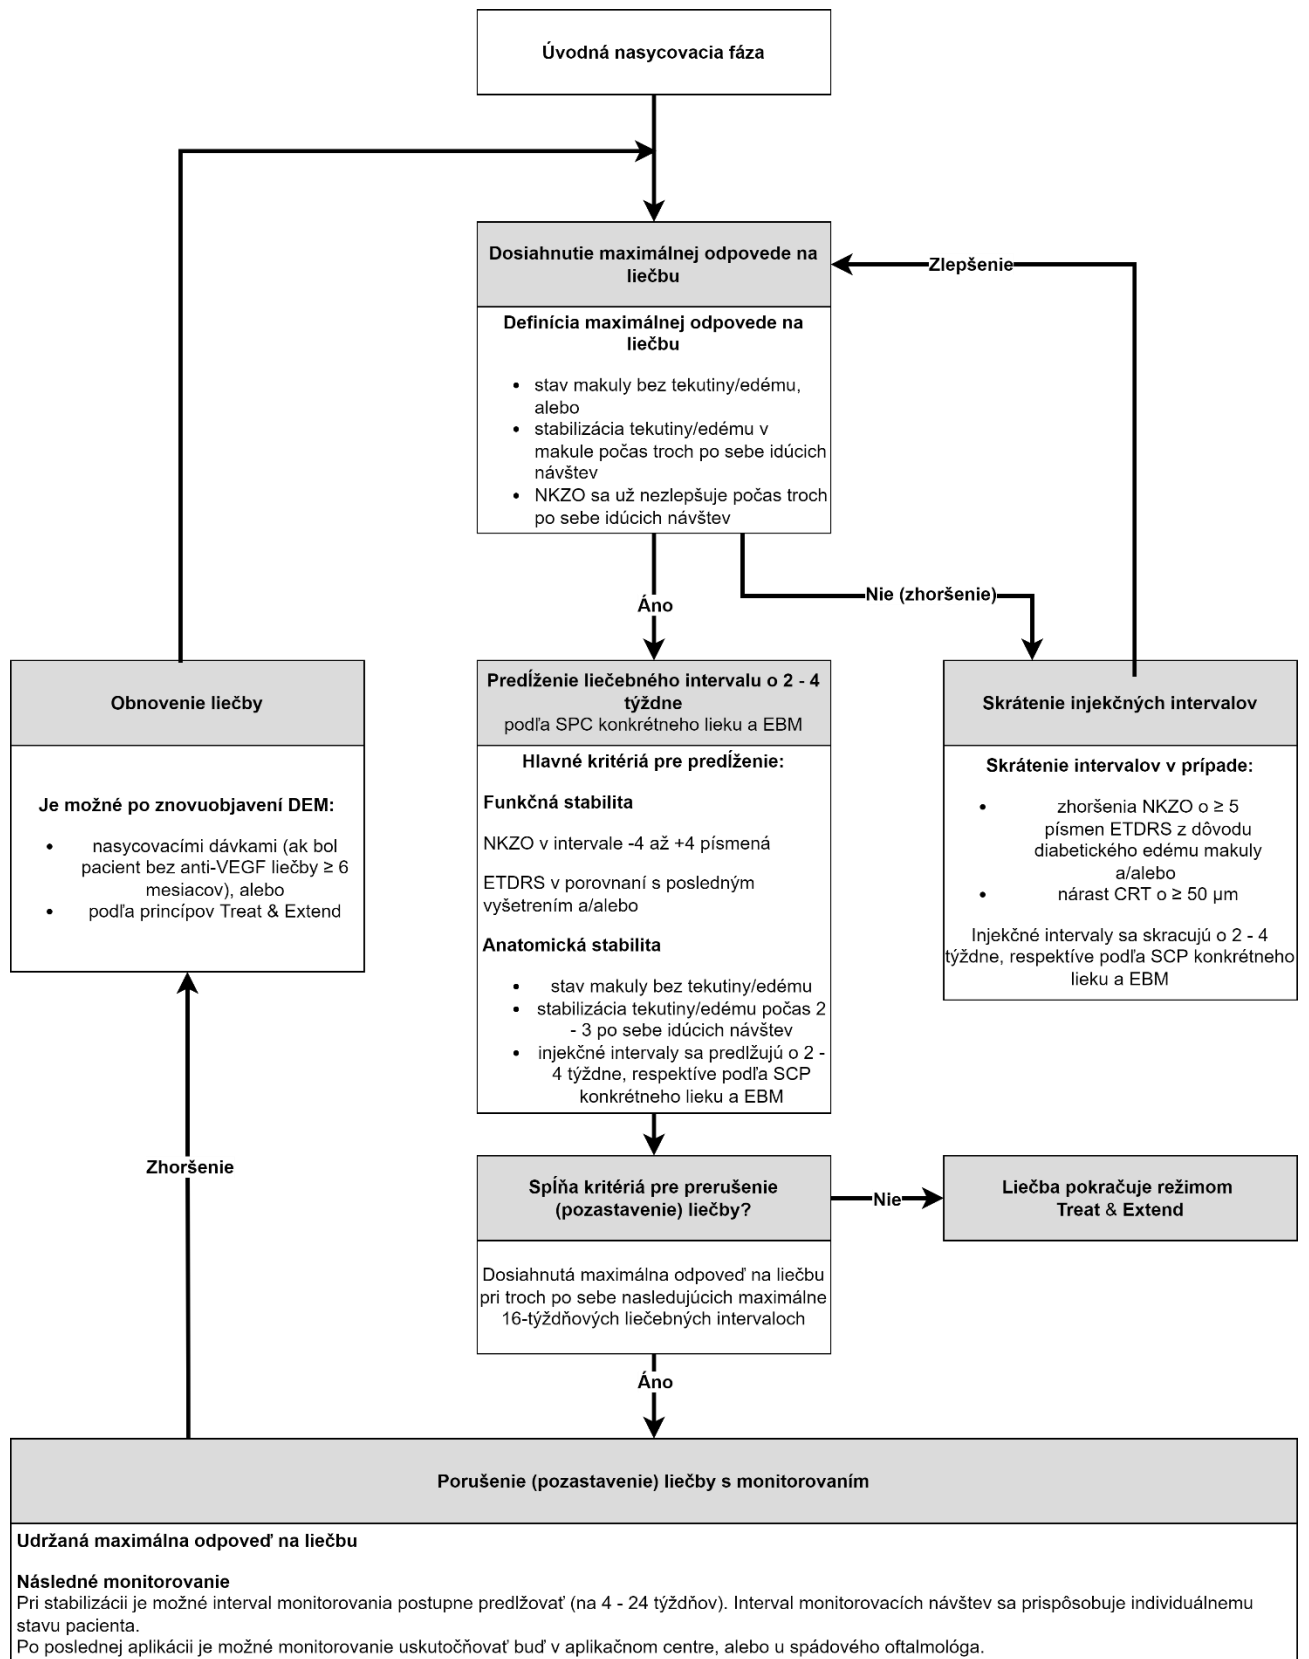 Úvodná nasycovacia fáza
Dosiahnutie maximálnej odpovede na
liečbu
Zlepšenie
Definícia maximálnej odpovede na
liečbu
• stav makuly bez tekutiny/edému,
alebo
• stabilizácia tekutiny/edému v
makule počas troch po sebe idúcich
návštev
• NKZO sa už nezlepšuje počas troch
po sebe idúcich návštev
Áno
Nie (zhoršenie)
Obnovenie liečby
Je možné po znovuobjavení DEM:
• nasycovacími dávkami (ak bol
pacient bez anti-VEGF liečby ≥ 6
mesiacov), alebo
• podľa princípov Treat & Extend
Predĺženie liečebného intervalu o 2 - 4
týždne
podľa SPC konkrétneho lieku a EBM
Hlavné kritériá pre predĺženie:
Funkčná stabilita
NKZO v intervale -4 až +4 písmená
ETDRS v porovnaní s posledným
vyšetrením a/alebo
Anatomická stabilita
• stav makuly bez tekutiny/edému
• stabilizácia tekutiny/edému počas 2
- 3 po sebe idúcich návštev
• injekčné intervaly sa predlžujú o 2 -
4 týždne, respektíve podľa SCP
konkrétneho lieku a EBM
Skrátenie injekčných intervalov
Skrátenie intervalov v prípade:
• zhoršenia NKZO o ≥ 5
písmen ETDRS z dôvodu
diabetického edému makuly
a/alebo
• nárast CRT o ≥ 50 µm
Injekčné intervaly sa skracujú o 2 - 4
týždne, respektíve podľa SCP konkrétneho
lieku a EBM
Zhoršenie
Spĺňa kritériá pre prerušenie
(pozastavenie) liečby?
Nie
Liečba pokračuje režimom
Treat & Extend
Dosiahnutá maximálna odpoveď na liečbu
pri troch po sebe nasledujúcich maximálne
16-týždňových liečebných intervaloch
Áno
Porušenie (pozastavenie) liečby s monitorovaním
Udržaná maximálna odpoveď na liečbu
Následné monitorovanie
Pri stabilizácii je možné interval monitorovania postupne predlžovať (na 4 - 24 týždňov). Interval monitorovacích návštev sa prispôsobuje individuálnemu
stavu pacienta.
Po poslednej aplikácii je možné monitorovanie uskutočňovať buď v aplikačnom centre, alebo u spádového oftalmológa.